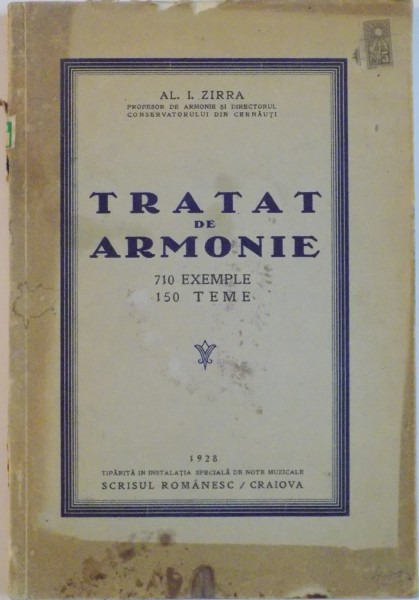 AL. I. ZIRRA
PROFESOR DE ARMONIE ȘI DIRECTORUL
CONSERVATORULUI DIN CERNĂUȚI
TRATAT
DE
ARMONIE
710 EXEMPLE
150 TEME
1928
TIPĂRITĂ IN INSTALAȚIA SPECIALĂ DE NOTE MUZICALE
SCRISUL ROMÂNESC / CRAIOVA